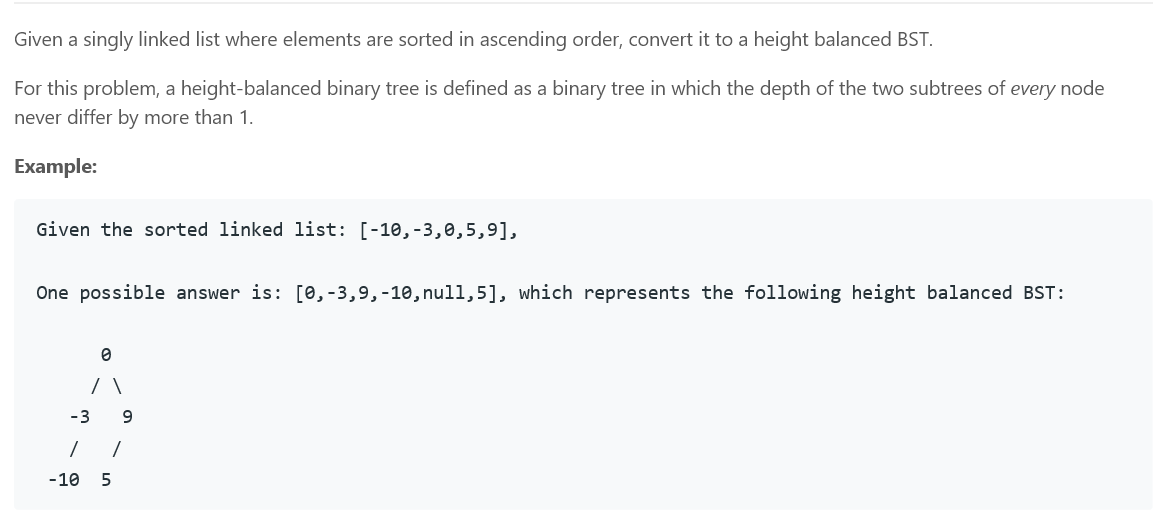 Given a singly linked list where elements are sorted in ascending order, convert it to a height balanced BST.
For this problem, a height-balanced binary tree is defined as a binary tree in which the depth of the two subtrees of every node
never differ by more than 1.
Example:
Given the sorted linked list: [-10,-3,0,5,9],
One possible answer is: [0,-3,9,-10,null,5], which represents the following height balanced BST:
0
/ \
-3 9
/ /
-10 5